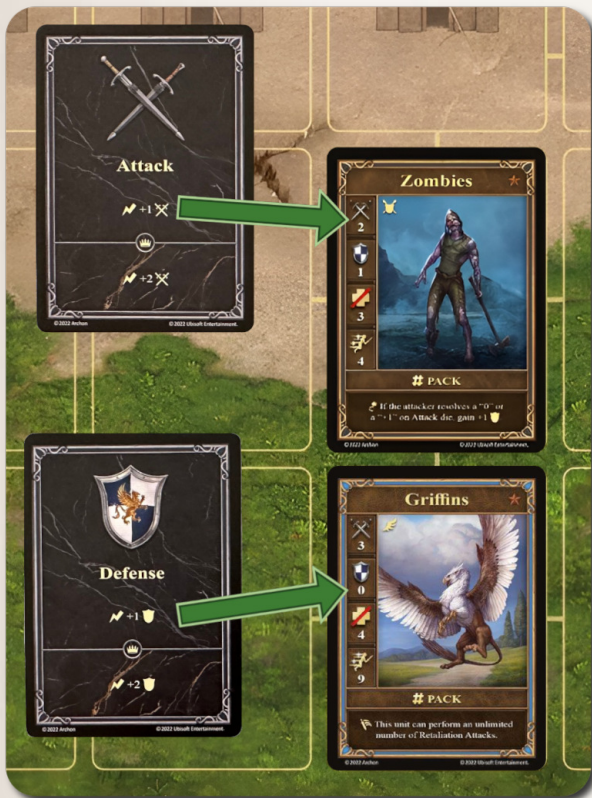 Attack
+1
+2
© 2022 Archon © 2022 Ubisoft Entertainment.
Zombies
2
1
3
4
# PACK
If the attacker resolves a "0" or
a "+1" on Attack die, gain +1
© 2022 Archon © 2022 Ubisoft Entertainment.
Defense
+1
+2
© 2022 Archon © 2022 Ubisoft Entertainment.
Griffins
3
0
4
9
# PACK
This unit can perform an unlimited
number of Retaliation Attacks.
© 2022 Archon © 2022 Ubisoft Entertainment.